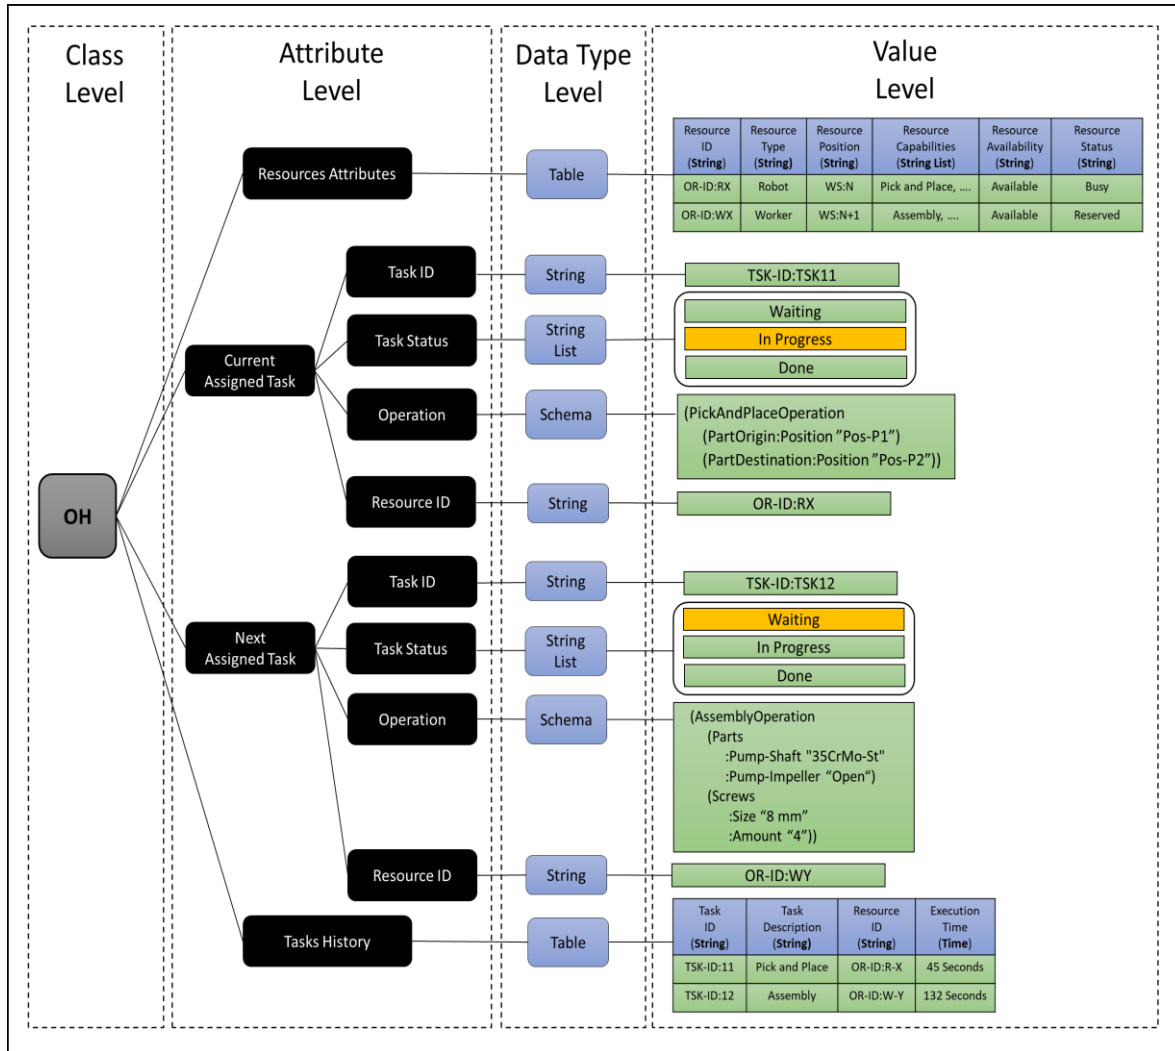 Class
Level
Attribute
Level
Data Type
Level
Value
Level
OH
Resources Attributes
Table
Resource
ID
(String)
Resource
Type
(String)
Resource
Position
(String)
Resource
Capabilities
(String List)
Resource
Availability
(String)
Resource
Status
(String)
OR-ID:RX
Robot
WS:N
Pick and Place, ....
Available
Busy
OR-ID:WX
Worker
WS:N+1
Assembly, ....
Available
Reserved
Current
Assigned Task
Task ID
String
TSK-ID:TSK11
Task Status
String
List
Waiting
In Progress
Done
Operation
Schema
(PickAndPlaceOperation
(PartOrigin:Position ”Pos-P1”)
(PartDestination:Position ”Pos-P2”))
Resource ID
String
OR-ID:RX
Next
Assigned Task
Task ID
String
TSK-ID:TSK12
Task Status
String
List
Waiting
In Progress
Done
Operation
Schema
(AssemblyOperation
(Parts
:Pump-Shaft "35CrMo-St"
:Pump-Impeller “Open“)
(Screws
:Size “8 mm”
:Amount “4”))
Resource ID
String
OR-ID:WY
Tasks History
Table
Task
ID
(String)
Task
Description
(String)
Resource
ID
(String)
Execution
Time
(Time)
TSK-ID:11
Pick and Place
OR-ID:R-X
45 Seconds
TSK-ID:12
Assembly
OR-ID:W-Y
132 Seconds